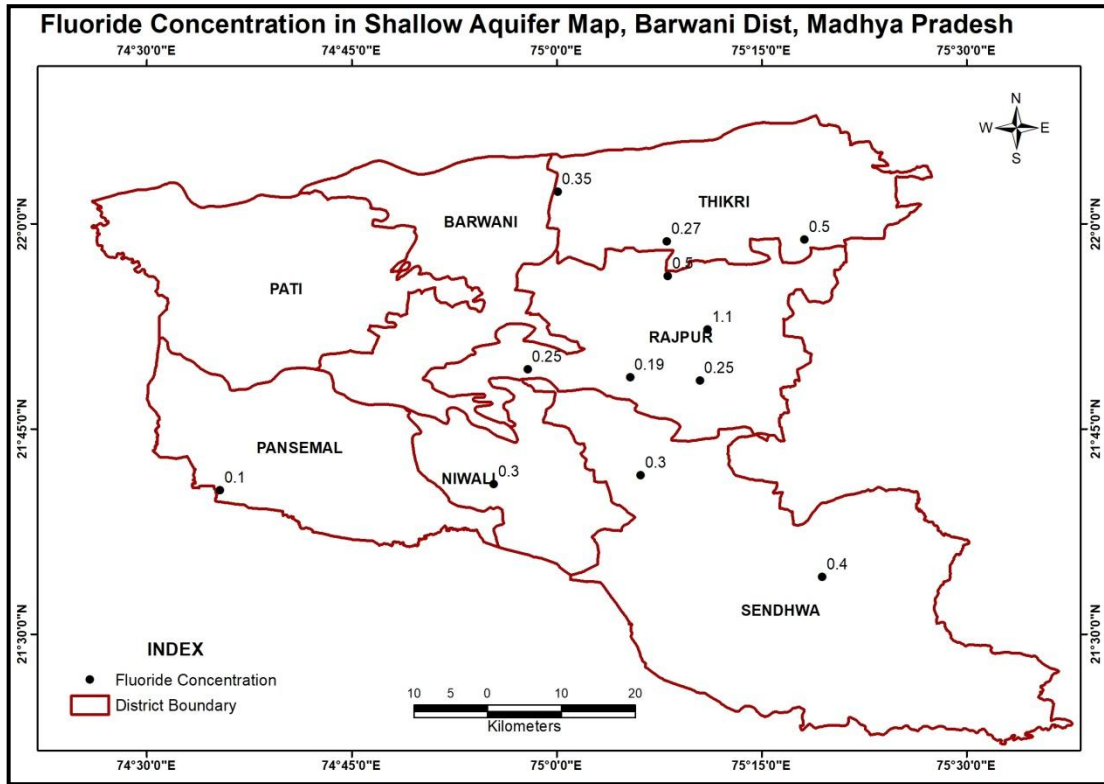 Fluoride Concentration in Shallow Aquifer Map, Barwani Dist, Madhya Pradesh
74°30'0"E 74°45'0"E 75°0'0"E 75°15'0"E 75°30'0"E
N
W E
S
0.35
THIKRI
BARWANI
22°0'0"N 22°0'0"N
0.27 0.5
0.5
PATI
1.1
RAJPUR
0.25 0.19 0.25
21°45'0"N 21°45'0"N
PANSEMAL
0.1 NIWALI 0.3 0.3
0.4
SENDHWA
21°30'0"N 21°30'0"N
INDEX
Fluoride Concentration
District Boundary
10 5 0 10 20
Kilometers
74°30'0"E 74°45'0"E 75°0'0"E 75°15'0"E 75°30'0"E